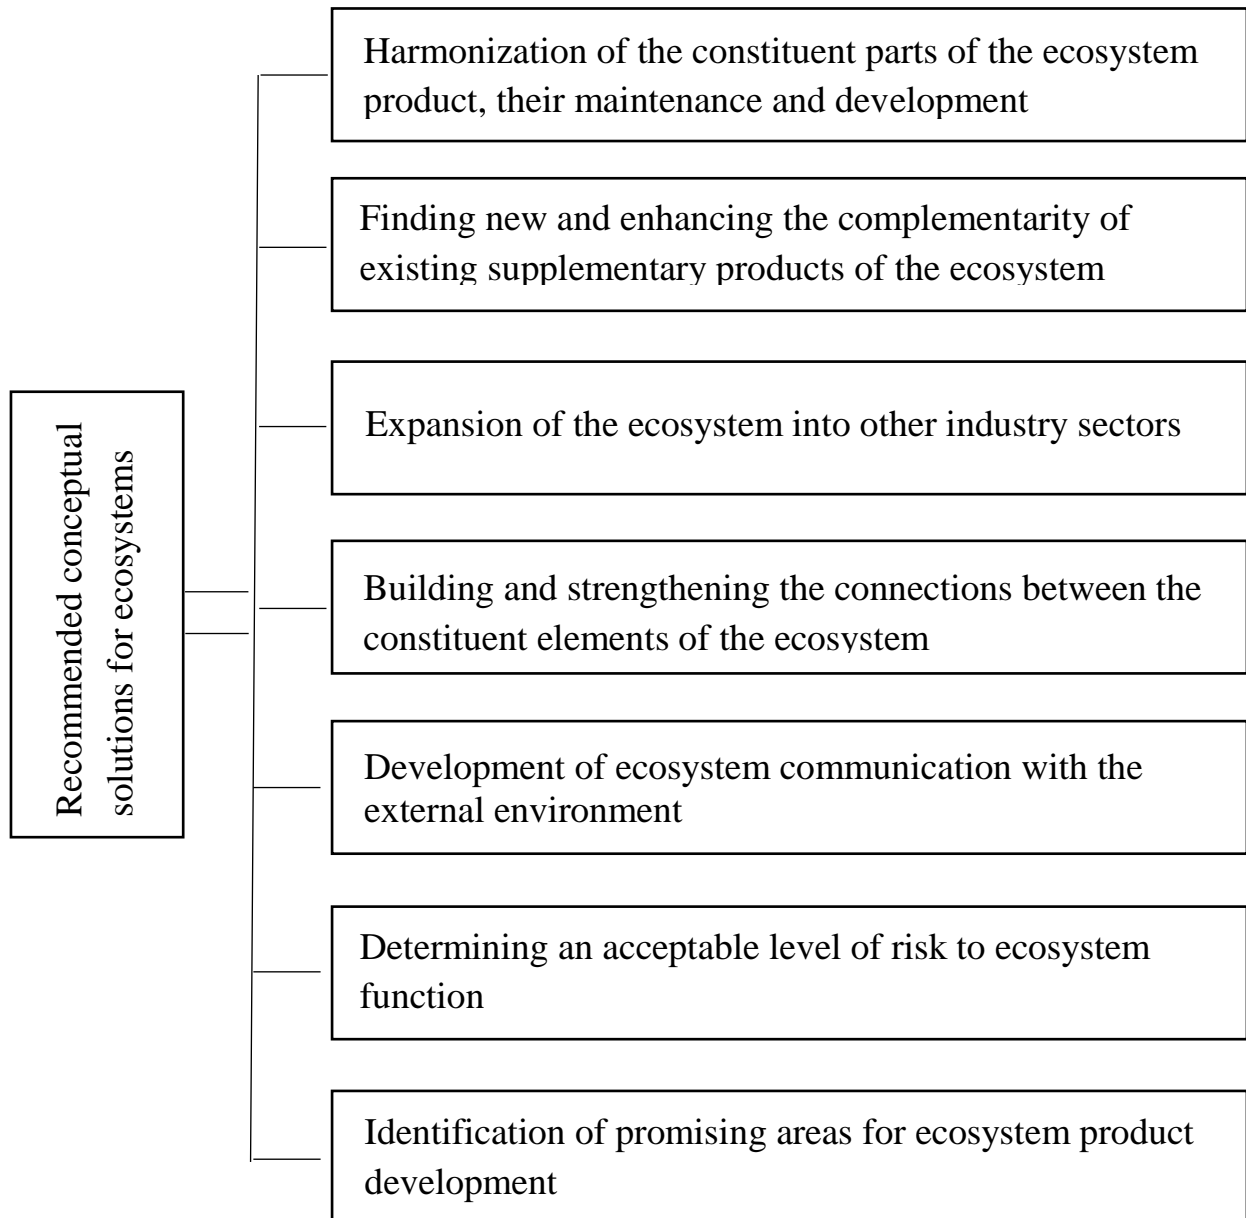 Harmonization of the constituent parts of the ecosystem
product, their maintenance and development
Finding new and enhancing the complementarity of
existing supplementary products of the ecosystem
Expansion of the ecosystem into other industry sectors
Recommended conceptual
solutions for ecosystems
Building and strengthening the connections between the
constituent elements of the ecosystem
Development of ecosystem communication with the
external environment
Determining an acceptable level of risk to ecosystem
function
Identification of promising areas for ecosystem product
development